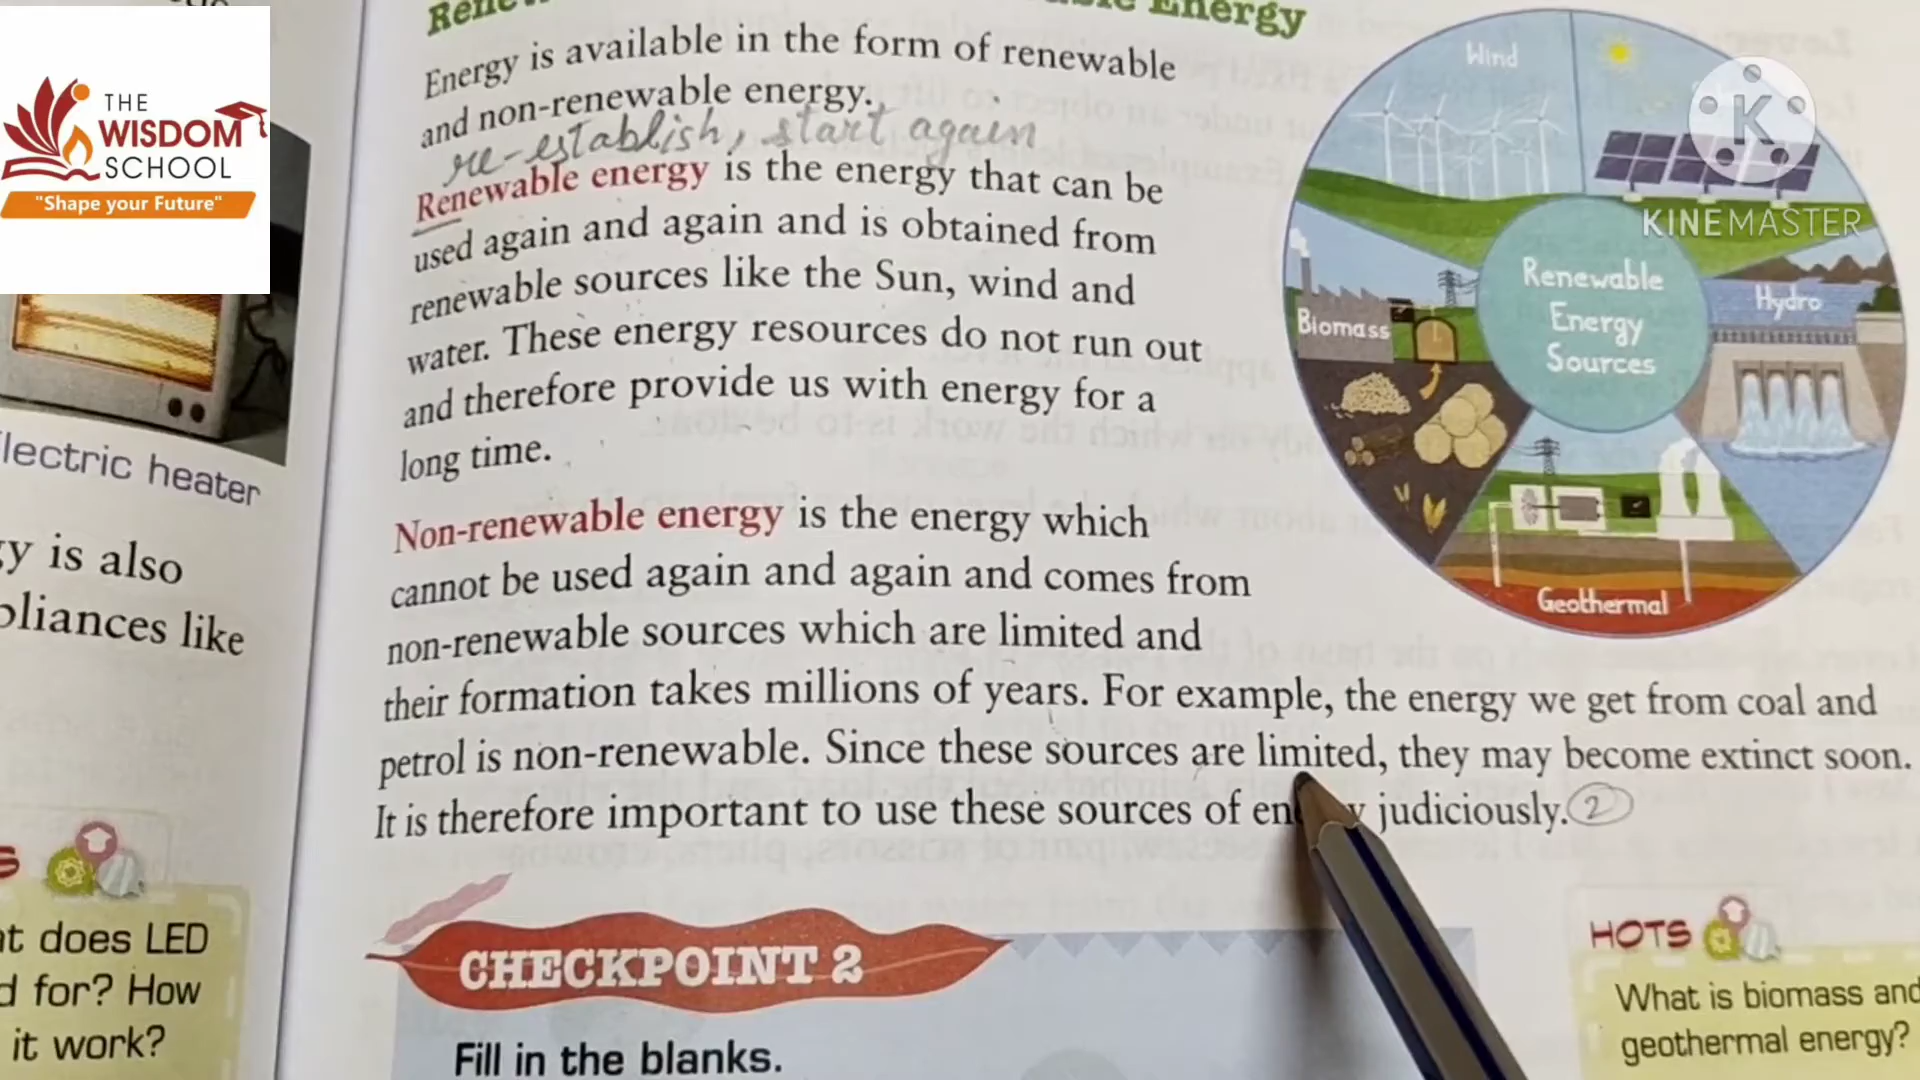 THE
WISDOM
SCHOOL
"Shape your Future"
Electric heater
is also
like
does LED
for? How
it work?
Energy
Energy is available in the form of renewable
and non-renewable energy.
re-establish, start again
Renewable energy is the energy that can be
used again and again and is obtained from
renewable sources like the Sun, wind and
water. These energy resources do not run out
and therefore provide us with energy for a
long time.
Non-renewable energy is the energy which
cannot be used again and again and comes from
non-renewable sources which are limited and
their formation takes millions of years. For example, the energy we get from coal and
petrol is non-renewable. Since these sources are limited, they may become extinct soon.
It is therefore important to use these sources of judiciously. 2
Wind
K
KINEMASTER
Renewable
Energy
Sources
Hydro
Biomass
Geothermal
CHECKPOINT 2
Fill in the blanks.
HOTS
What is biomass and
geothermal energy?